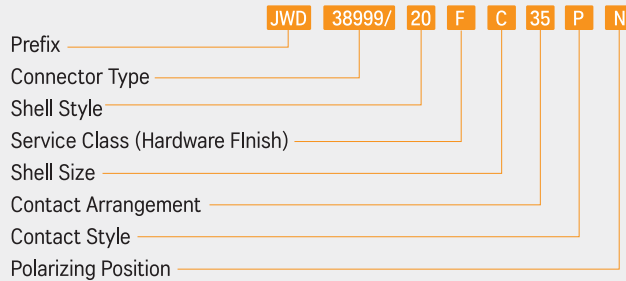 JWD 38999/ 20 F C 35 P N
Prefix
Connector Type
Shell Style
Service Class (Hardware FInish)
Shell Size
Contact Arrangement
Contact Style
Polarizing Position